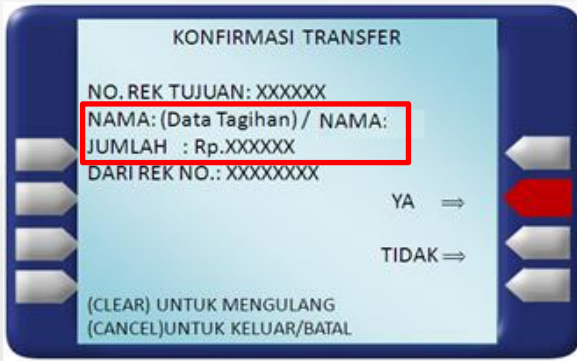 KONFIRMASI TRANSFER
NO. REK TUJUAN: XXXXXX
NAMA: (Data Tagihan) / NAMA:
JUMLAH : Rp.XXXXXX
DARI REK NO.: XXXXXXXX
YA ⇒
TIDAK ⇒
(CLEAR) UNTUK MENGULANG
(CANCEL)UNTUK KELUAR/BATAL